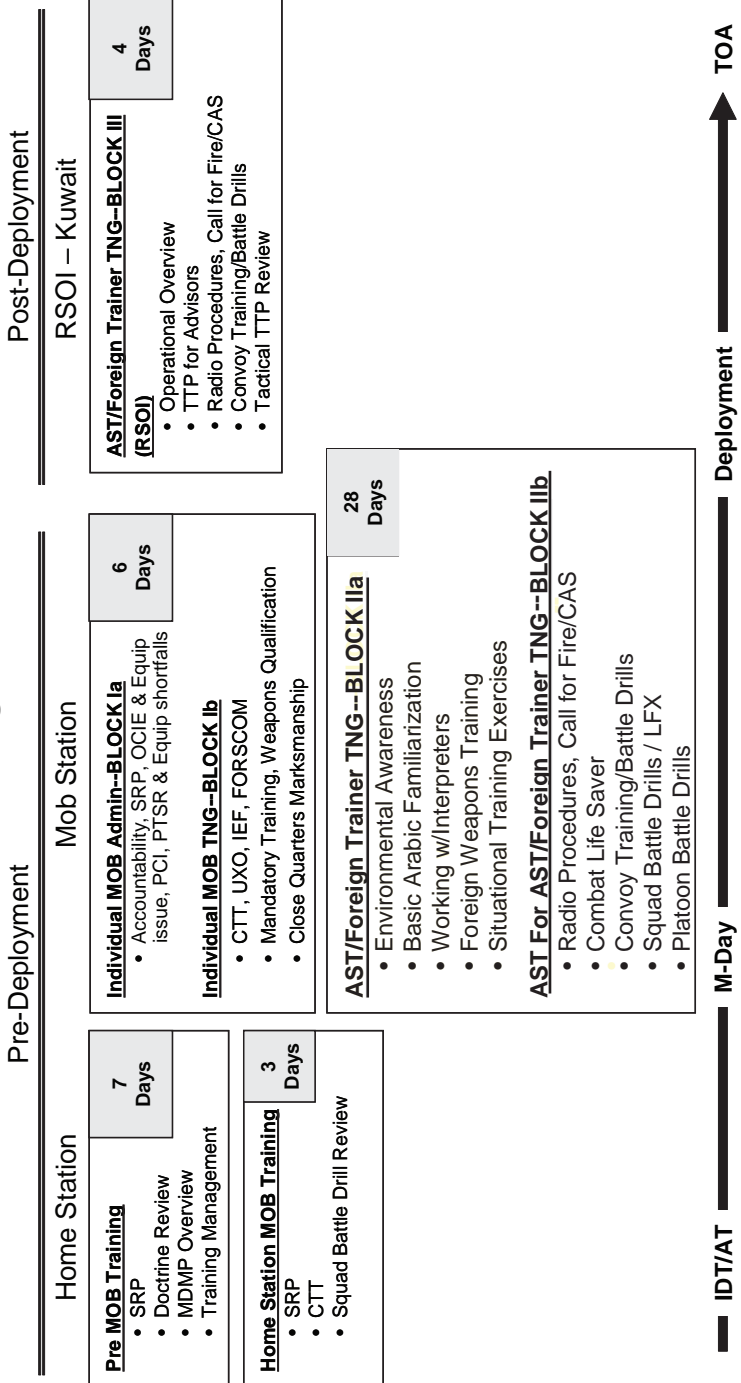 Pre-Deployment
Post-Deployment
Home Station
Mob Station
RSOI – Kuwait
Pre MOB Training
7
Days
• SRP
• Doctrine Review
• MDMP Overview
• Training Management
Home Station MOB Training
3
Days
• SRP
• CTT
• Squad Battle Drill Review
Individual MOB Admin--BLOCK Ia
6
Days
• Accountability, SRP, OCIE & Equip
issue, PCI, PTSR & Equip shortfalls
Individual MOB TNG--BLOCK Ib
• CTT, UXO, IEF, FORSCOM
• Mandatory Training, Weapons Qualification
• Close Quarters Marksmanship
AST/Foreign Trainer TNG--BLOCK IIa
28
Days
• Environmental Awareness
• Basic Arabic Familiarization
• Working w/Interpreters
• Foreign Weapons Training
• Situational Training Exercises
AST For AST/Foreign Trainer TNG--BLOCK IIb
• Radio Procedures, Call for Fire/CAS
• Combat Life Saver
• Convoy Training/Battle Drills
• Squad Battle Drills / LFX
• Platoon Battle Drills
AST/Foreign Trainer TNG--BLOCK III
(RSOI)
4
Days
• Operational Overview
• TTP for Advisors
• Radio Procedures, Call for Fire/CAS
• Convoy Training/Battle Drills
• Tactical TTP Review
IDT/AT
M-Day
Deployment
TOA